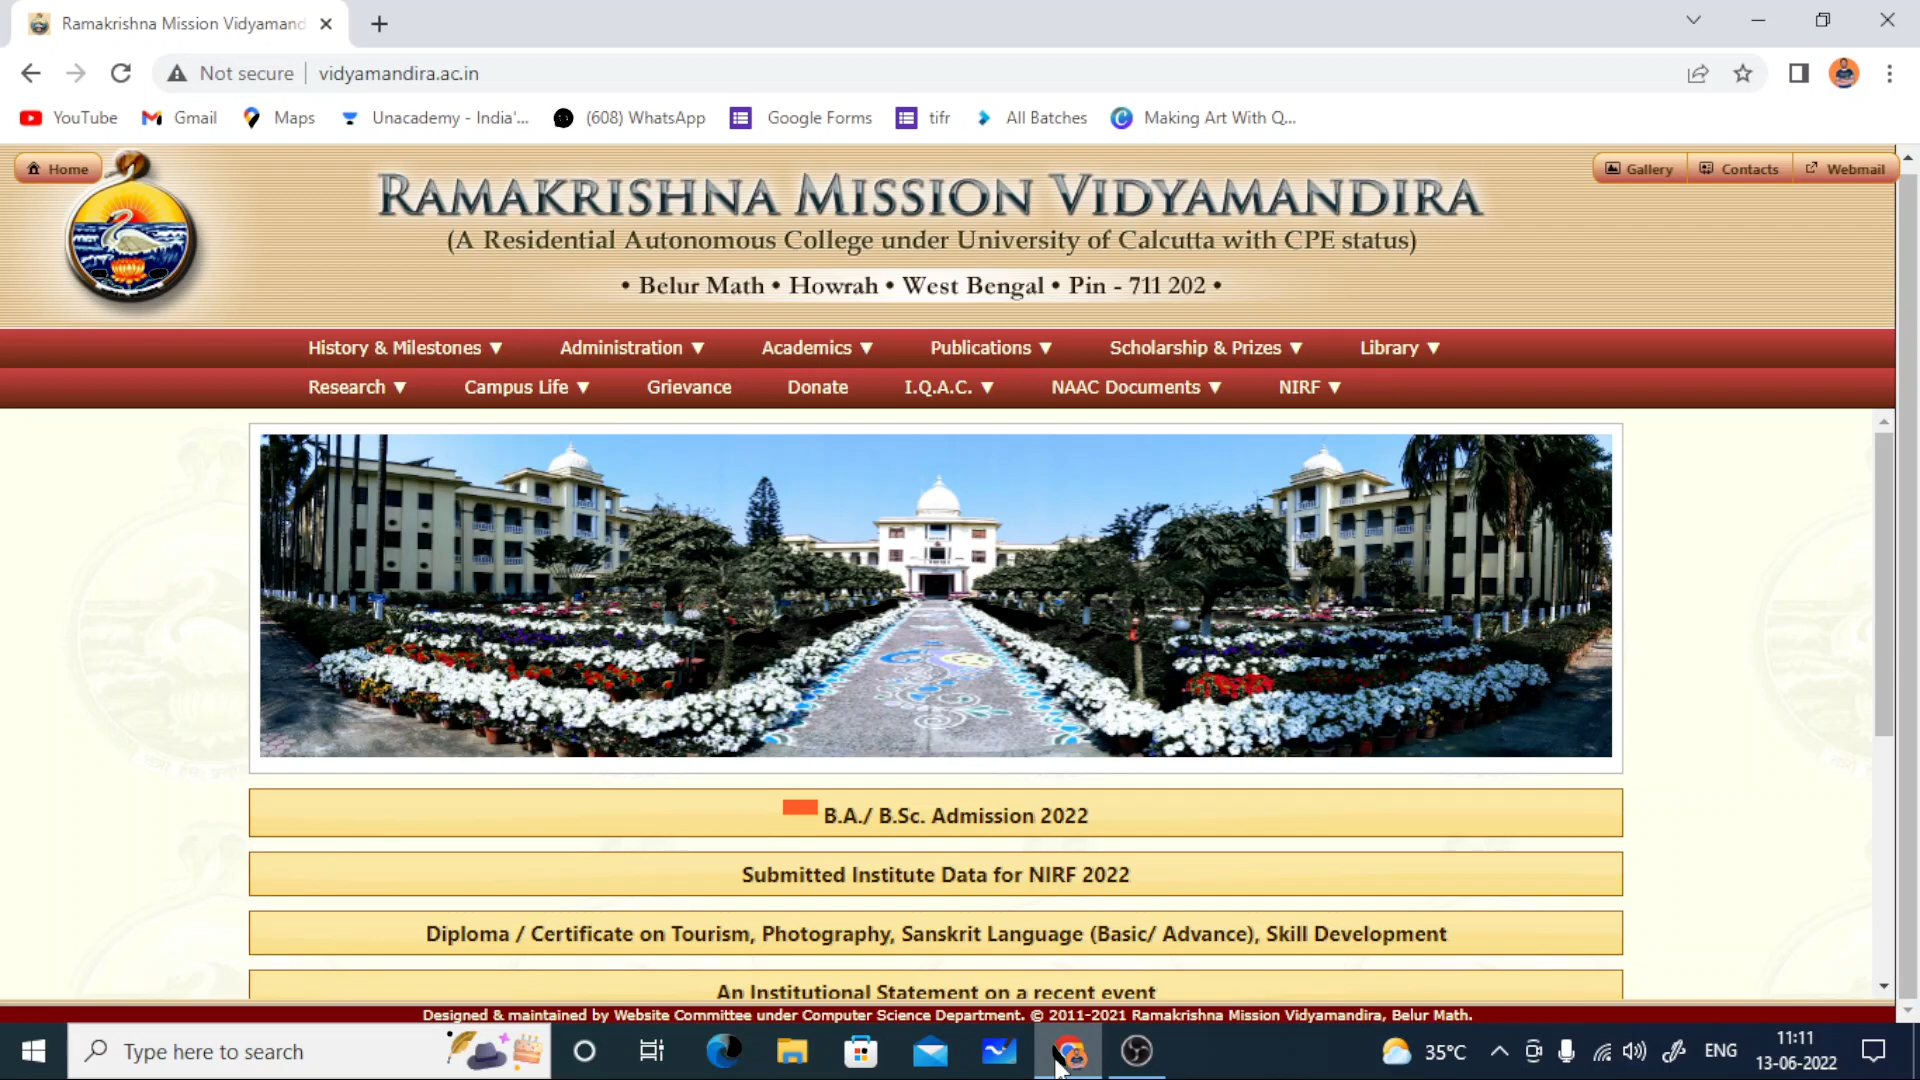 Ramakrishna Mission Vidyamand
Not secure
vidyamandira.ac.in
YouTube
Gmail
Maps
Unacademy - India'...
(608) WhatsApp
Google Forms
tifr
All Batches
Making Art With Q...
Home
Gallery
Contacts
Webmail
RAMAKRISHNA MISSION VIDYAMANDIRA
(A Residential Autonomous College under University of Calcutta with CPE status)
• Belur Math • Howrah • West Bengal • Pin - 711 202 •
History & Milestones ▼ Administration ▼ Academics ▼ Publications ▼ Scholarship & Prizes ▼ Library ▼
Research ▼ Campus Life ▼ Grievance Donate I.Q.A.C. ▼ NAAC Documents ▼ NIRF ▼
B.A./ B.Sc. Admission 2022
Submitted Institute Data for NIRF 2022
Diploma / Certificate on Tourism, Photography, Sanskrit Language (Basic/ Advance), Skill Development
An Institutional Statement on a recent event
Designed & maintained by Website Committee under Computer Science Department. © 2011-2021 Ramakrishna Mission Vidyamandira, Belur Math.
Type here to search
35°C
ENG
11:11
13-06-2022